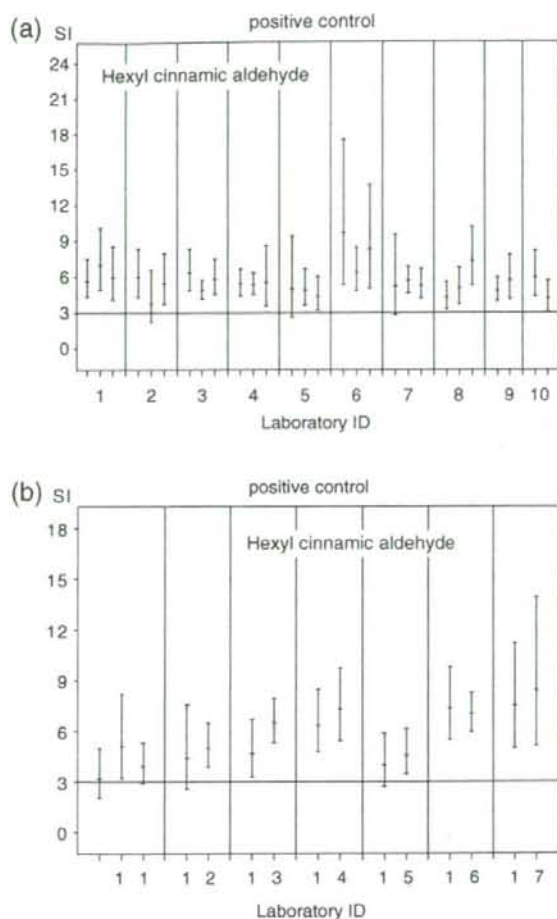 (a) SI positive control
Hexyl cinnamic aldehyde
24
21
18
15
12
9
6
3
0
1 2 3 4 5 6 7 8 9 10
Laboratory ID
(b) SI positive control
Hexyl cinnamic aldehyde
18
15
12
9
6
3
0
1 1 1 2 1 3 1 4 1 5 1 6 1 7
Laboratory ID